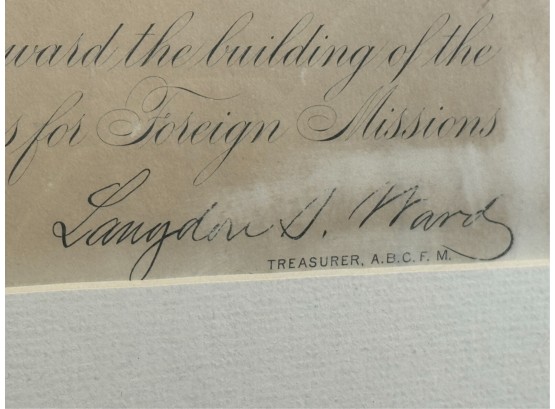 ward the building of the
s for Foreign Missions
Langdon S. Ward
TREASURER, A.B.C.F.M.